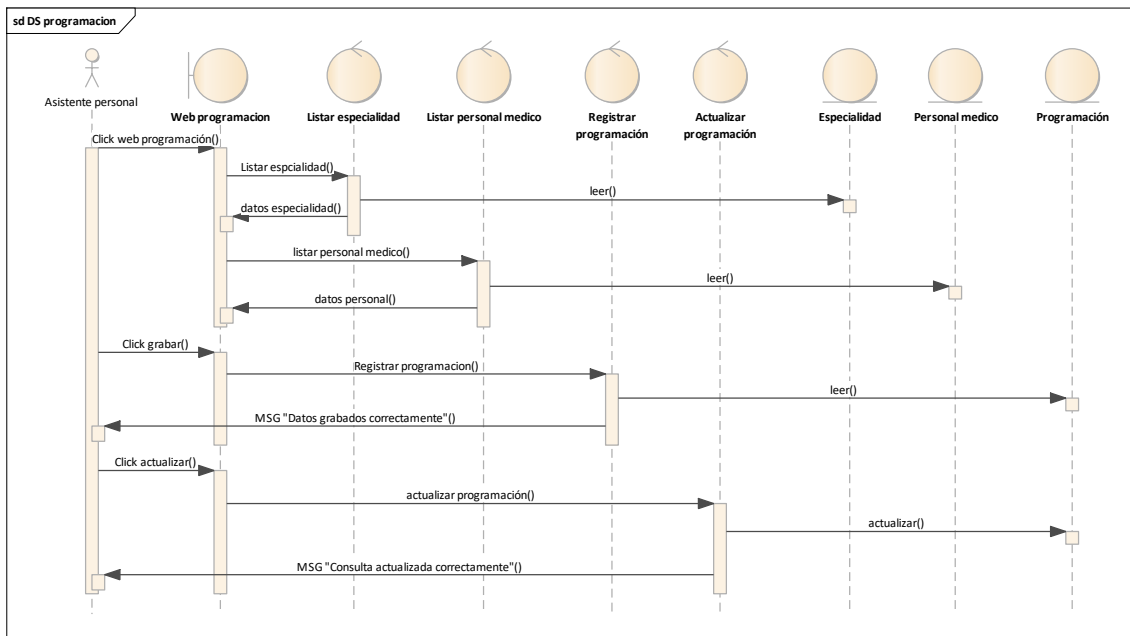 sd DS programacion
Asistente personal
Web programacion
Listar especialidad
Listar personal medico
Registrar
programación
Actualizar
programación
Especialidad
Personal medico
Programación
Click web programación()
Listar espcialidad()
leer()
datos especialidad()
listar personal medico()
leer()
datos personal()
Click grabar()
Registrar programacion()
leer()
MSG "Datos grabados correctamente"()
Click actualizar()
actualizar programación()
actualizar()
MSG "Consulta actualizada correctamente"()